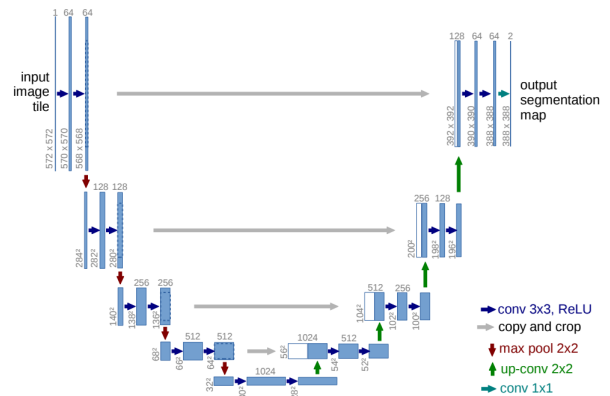 1 64 64
input
image
tile
572 x 572
570 x 570
568 x 568
128 64 64 2
output
segmentation
map
392 x 392
390 x 390
388 x 388
388 x 388
128 128
284²
282²
280²
256 128
200²
198²
196²
256 256
140²
138²
136²
512 256
104²
102²
100²
512 512
68²
66²
64²
1024 512
56²
54²
52²
1024
32²
conv 3x3, ReLU
copy and crop
max pool 2x2
up-conv 2x2
conv 1x1